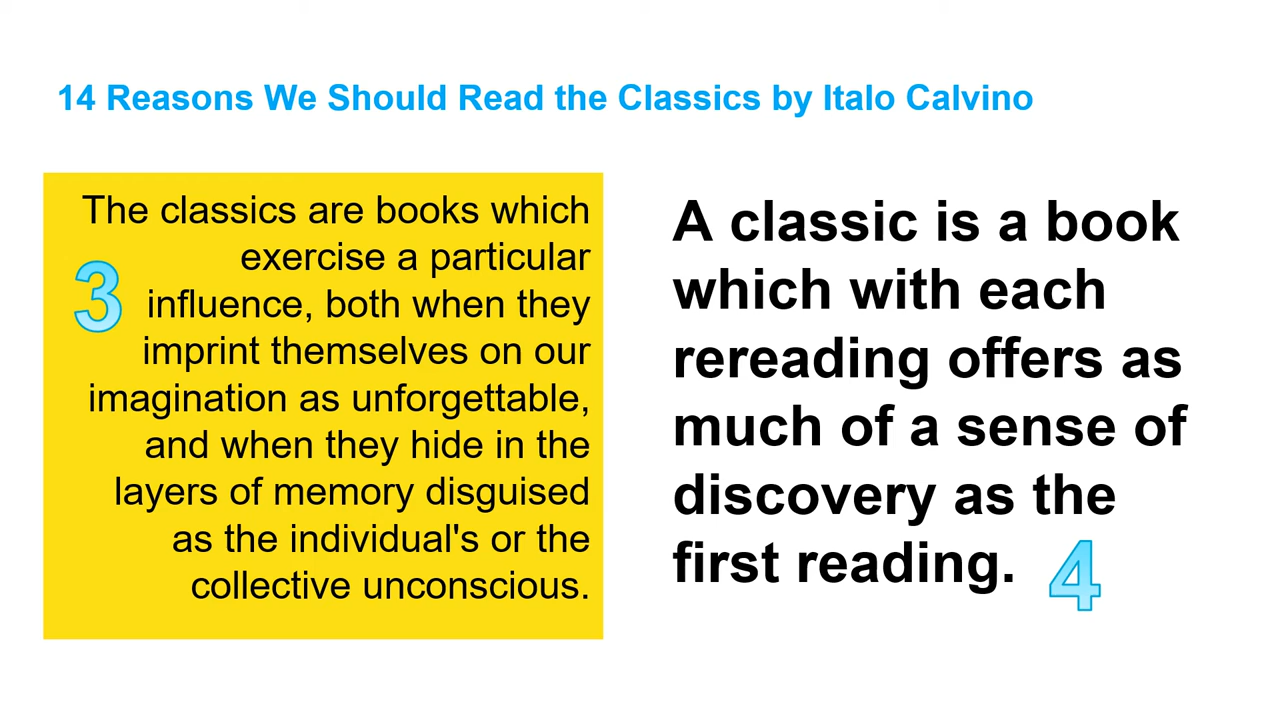 14 Reasons We Should Read the Classics by Italo Calvino
The classics are books which
exercise a particular
3
influence, both when they
imprint themselves on our
imagination as unforgettable,
and when they hide in the
layers of memory disguised
as the individual's or the
collective unconscious.
A classic is a book
which with each
rereading offers as
much of a sense of
discovery as the
first reading.
4